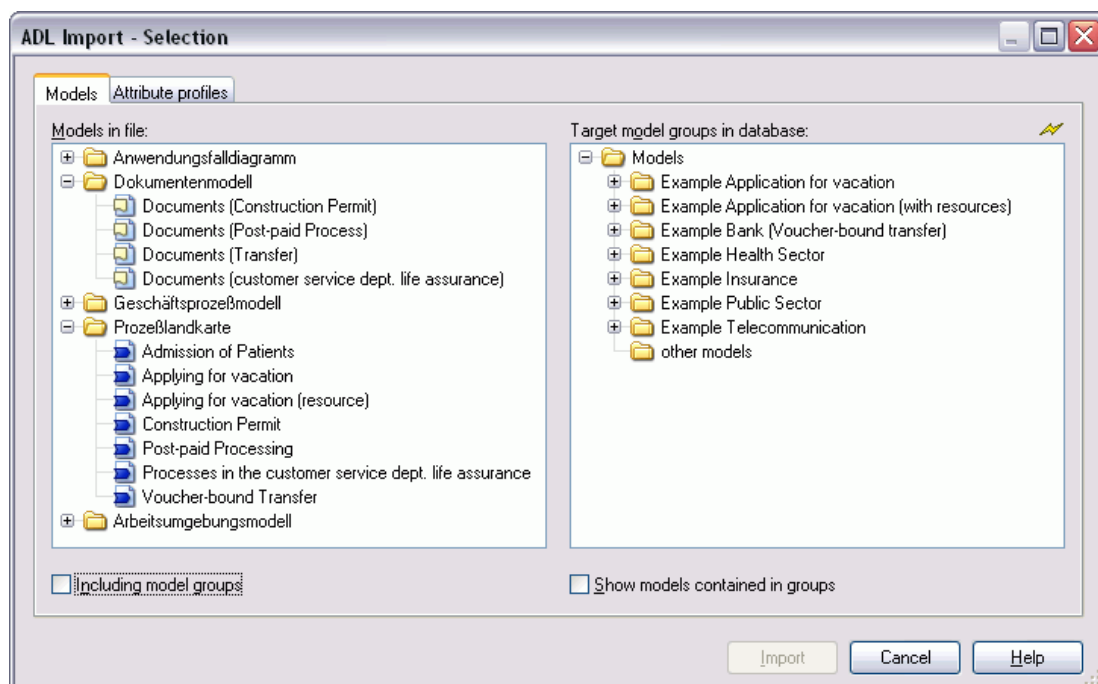 ADL Import - Selection
Models
Attribute profiles
Models in file:
Anwendungsfalldiagramm
Dokumentenmodell
Documents (Construction Permit)
Documents (Post-paid Process)
Documents (Transfer)
Documents (customer service dept. life assurance)
Geschäftsprozeßmodell
Prozeßlandkarte
Admission of Patients
Applying for vacation
Applying for vacation (resource)
Construction Permit
Post-paid Processing
Processes in the customer service dept. life assurance
Voucher-bound Transfer
Arbeitsumgebungsmodell
Including model groups
Target model groups in database:
Models
Example Application for vacation
Example Application for vacation (with resources)
Example Bank (Voucher-bound transfer)
Example Health Sector
Example Insurance
Example Public Sector
Example Telecommunication
other models
Show models contained in groups
Import
Cancel
Help